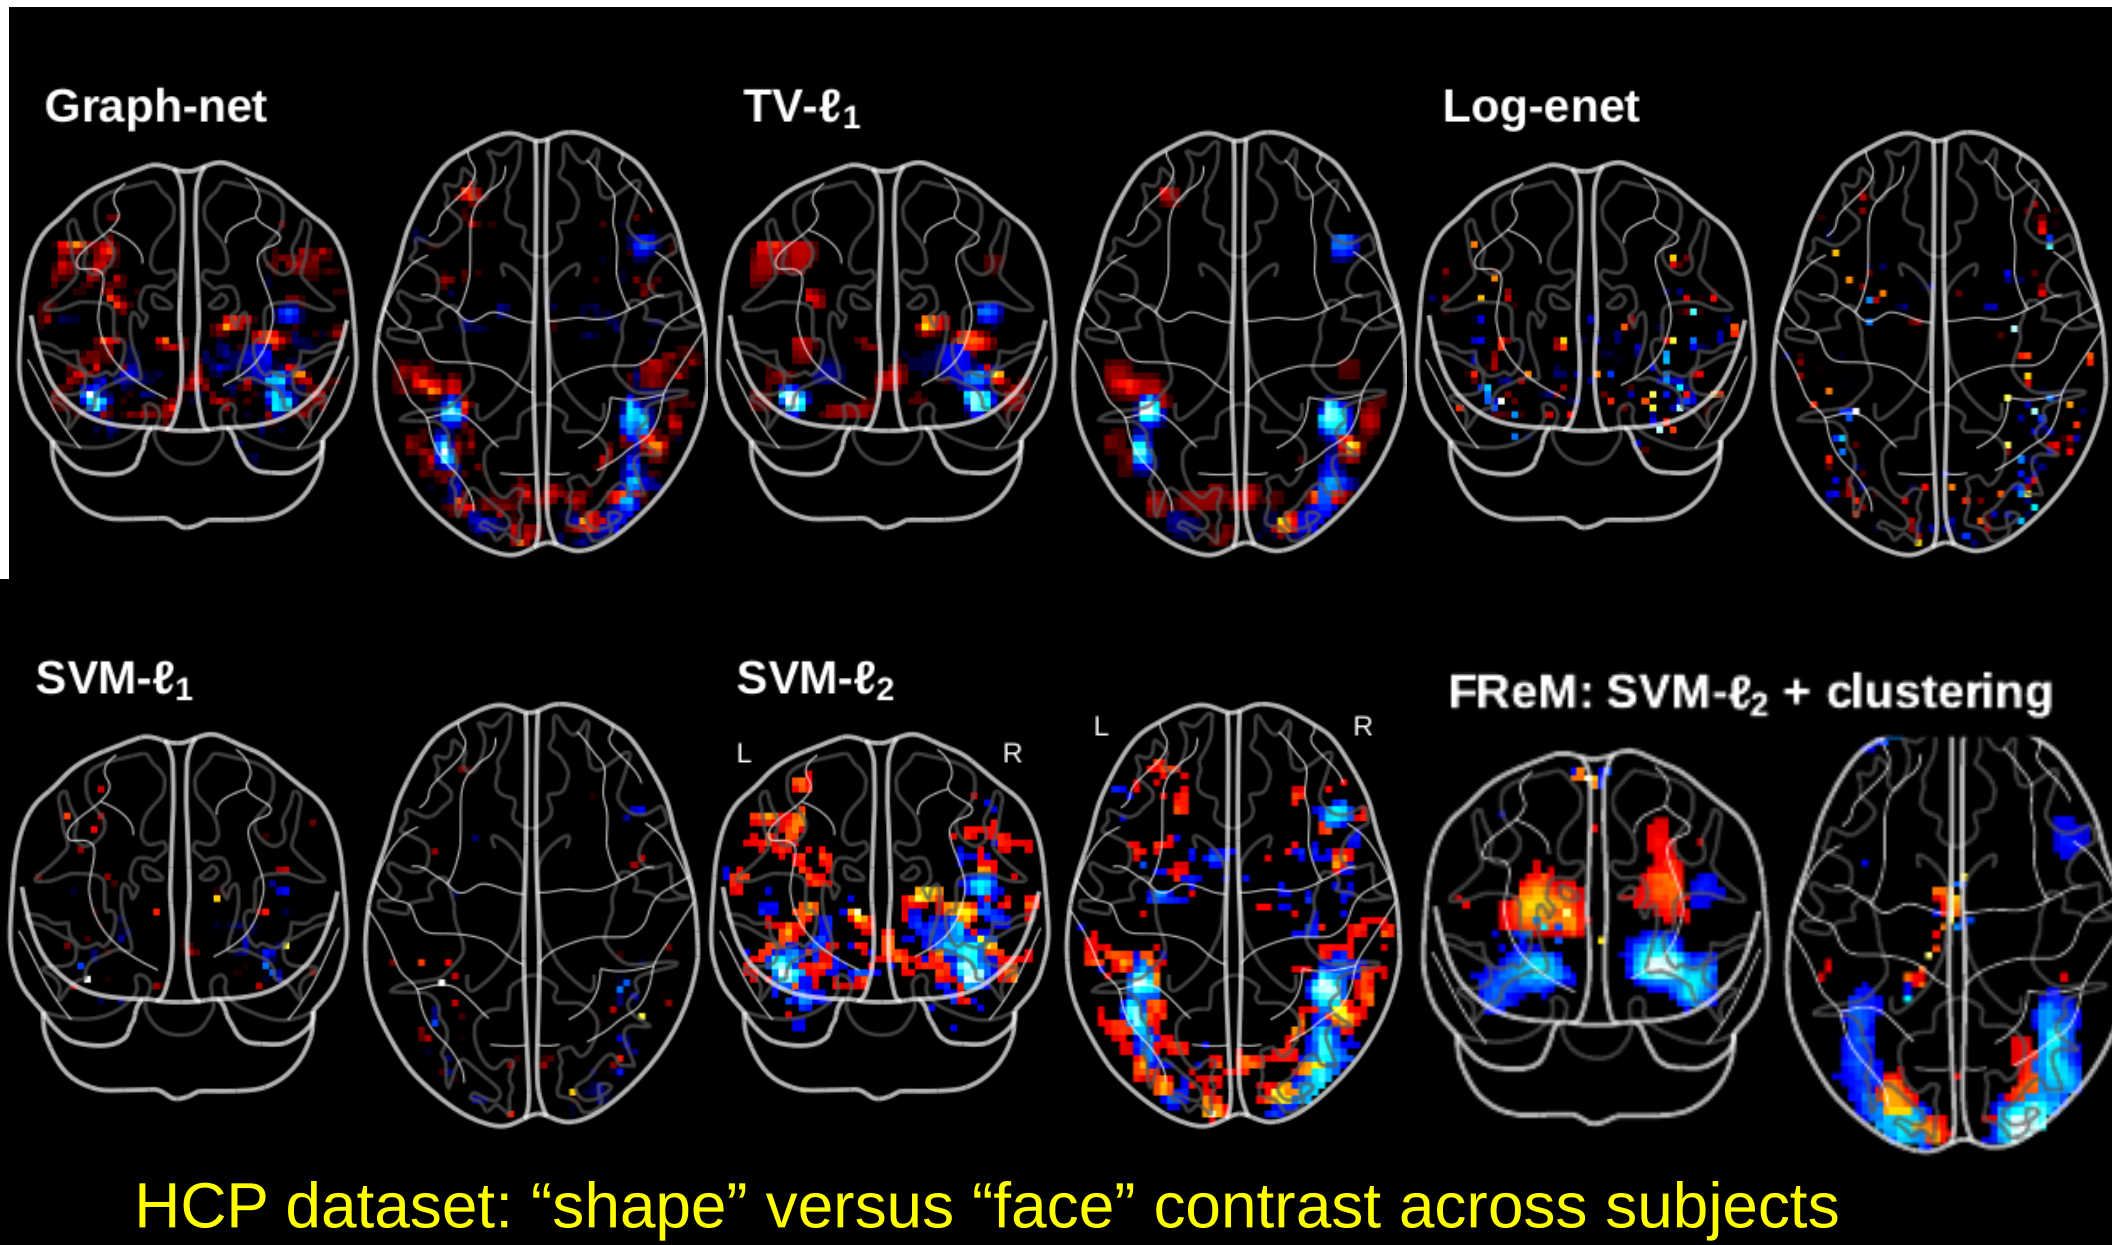 Graph-net
TV-ℓ₁
Log-enet
SVM-ℓ₁
SVM-ℓ₂
FReM: SVM-ℓ₂ + clustering
L
R
L
R
HCP dataset: “shape” versus “face” contrast across subjects